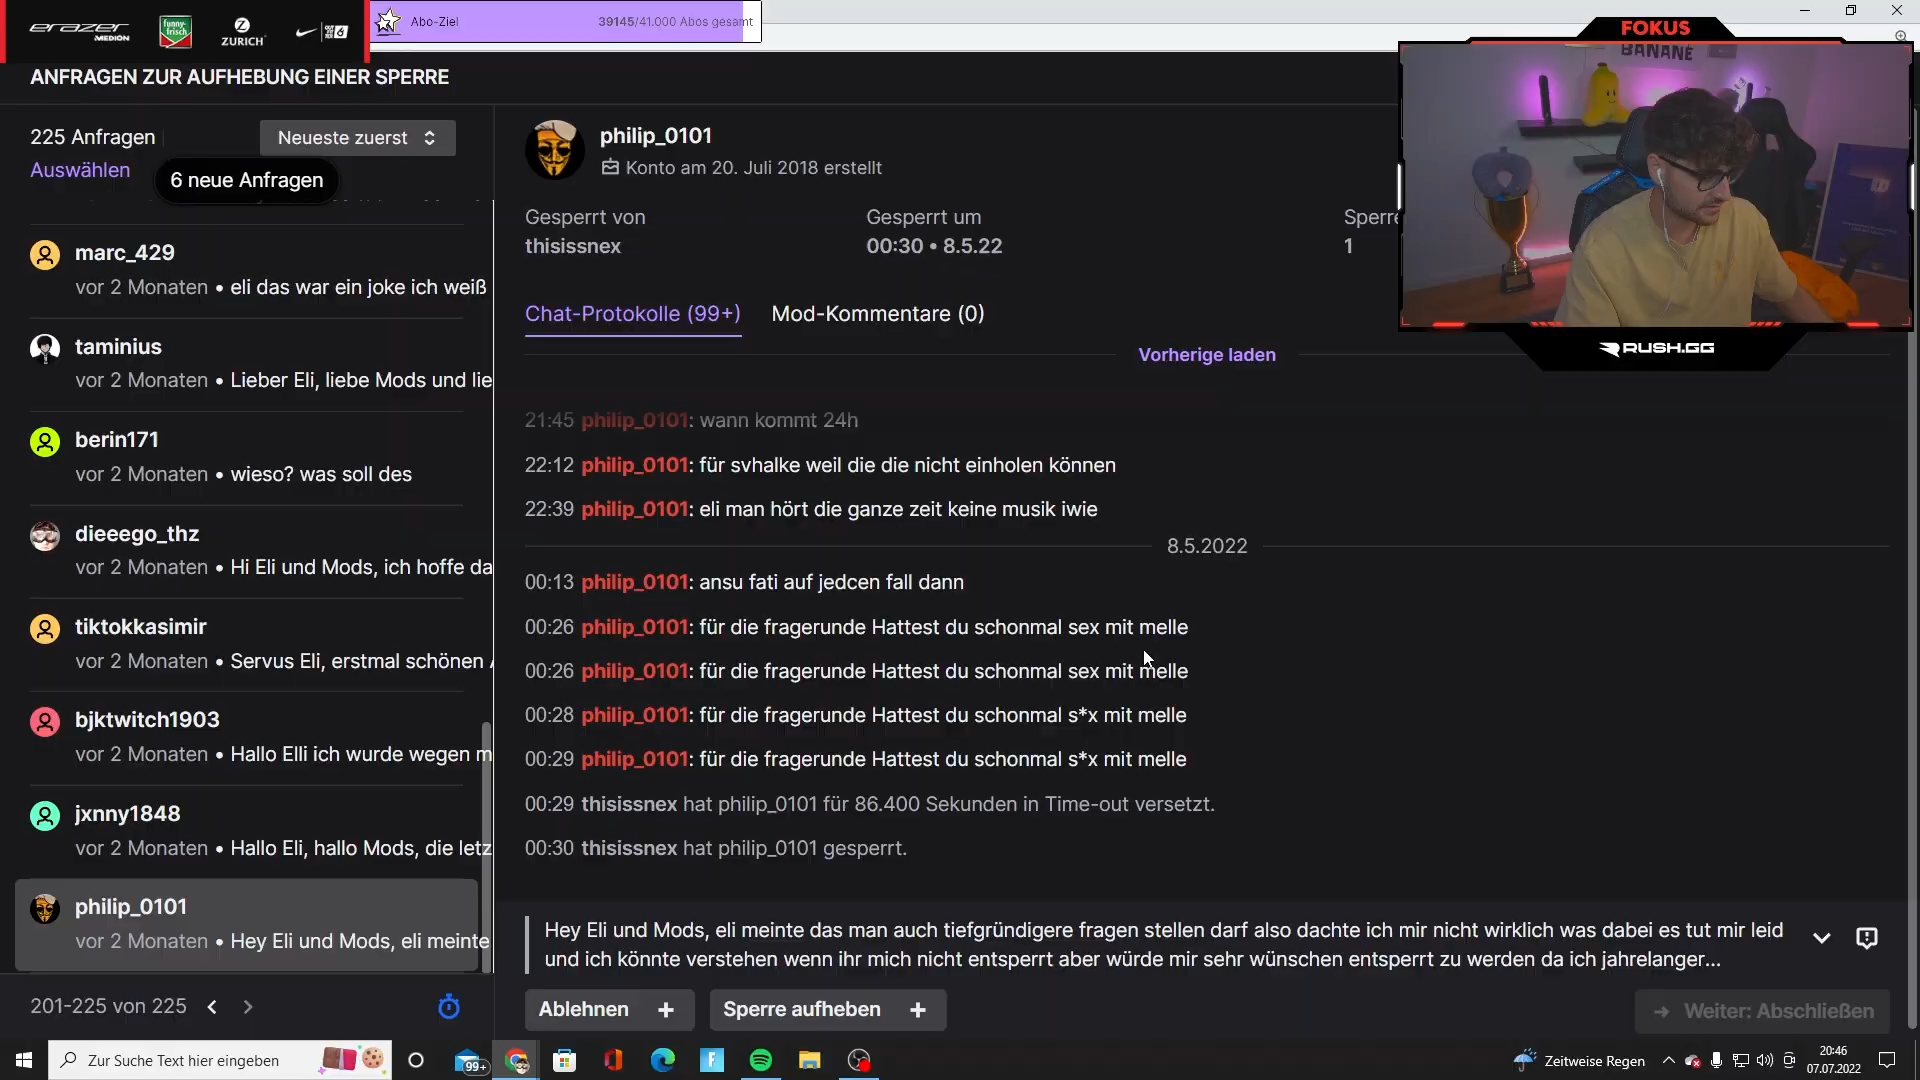 erazer
MEDION
funny-frisch
ZURICH
Abo-Ziel
39145/41.000 Abos gesamt
FOKUS
BANANE
ANFRAGEN ZUR AUFHEBUNG EINER SPERRE
225 Anfragen
Neueste zuerst
Auswählen
6 neue Anfragen
marc_429
vor 2 Monaten • eli das war ein joke ich weiß
taminius
vor 2 Monaten • Lieber Eli, liebe Mods und lie
berin171
vor 2 Monaten • wieso? was soll des
dieeego_thz
vor 2 Monaten • Hi Eli und Mods, ich hoffe da
tiktokkasimir
vor 2 Monaten • Servus Eli, erstmal schönen
bjktwitch1903
vor 2 Monaten • Hallo Elli ich wurde wegen m
jxnny1848
vor 2 Monaten • Hallo Eli, hallo Mods, die letz
philip_0101
vor 2 Monaten • Hey Eli und Mods, eli meinte
201-225 von 225
philip_0101
Konto am 20. Juli 2018 erstellt
Gesperrt von
thisissnex
Gesperrt um
00:30 • 8.5.22
Sperre
1
RUSH.GG
Chat-Protokolle (99+)
Mod-Kommentare (0)
Vorherige laden
21:45 philip_0101: wann kommt 24h
22:12 philip_0101: für svhalke weil die die nicht einholen können
22:39 philip_0101: eli man hört die ganze zeit keine musik iwie
8.5.2022
00:13 philip_0101: ansu fati auf jedcen fall dann
00:26 philip_0101: für die fragerunde Hattest du schonmal sex mit melle
00:26 philip_0101: für die fragerunde Hattest du schonmal sex mit melle
00:28 philip_0101: für die fragerunde Hattest du schonmal s*x mit melle
00:29 philip_0101: für die fragerunde Hattest du schonmal s*x mit melle
00:29 thisissnex hat philip_0101 für 86.400 Sekunden in Time-out versetzt.
00:30 thisissnex hat philip_0101 gesperrt.
Hey Eli und Mods, eli meinte das man auch tiefgründigere fragen stellen darf also dachte ich mir nicht wirklich was dabei es tut mir leid
und ich könnte verstehen wenn ihr mich nicht entsperrt aber würde mir sehr wünschen entsperrt zu werden da ich jahrelanger...
Ablehnen +
Sperre aufheben +
Weiter: Abschließen
Zur Suche Text hier eingeben
99+
Zeitweise Regen
20:46
07.07.2022